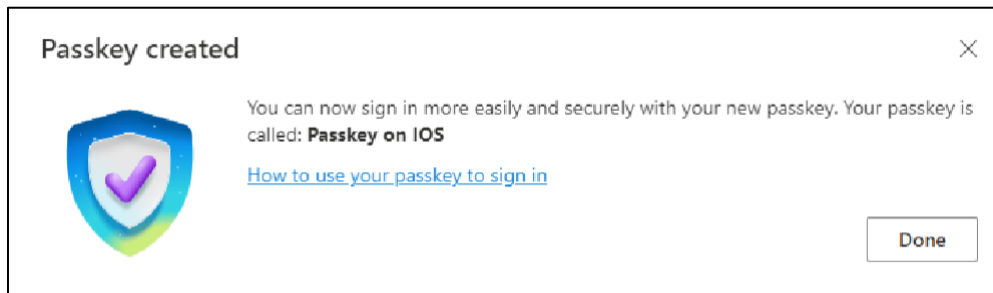 Passkey created
You can now sign in more easily and securely with your new passkey. Your passkey is
called: Passkey on IOS
How to use your passkey to sign in
Done